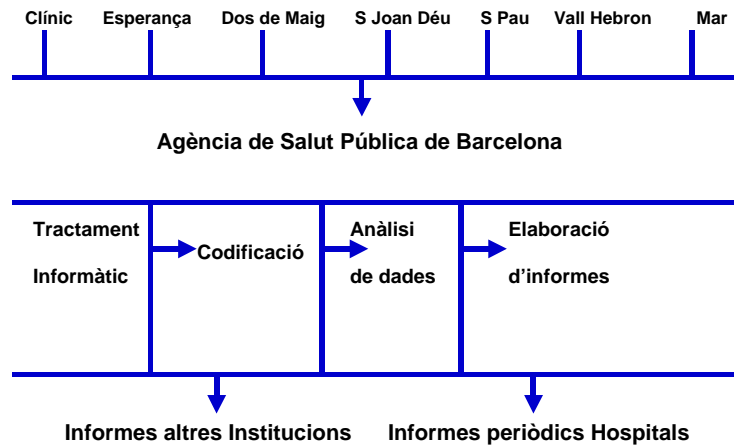 Clínic Esperança Dos de Maig S Joan Déu S Pau Vall Hebron Mar
Agència de Salut Pública de Barcelona
Tractament
Informàtic
Codificació
Anàlisi
de dades
Elaboració
d’informes
Informes altres Institucions Informes periòdics Hospitals